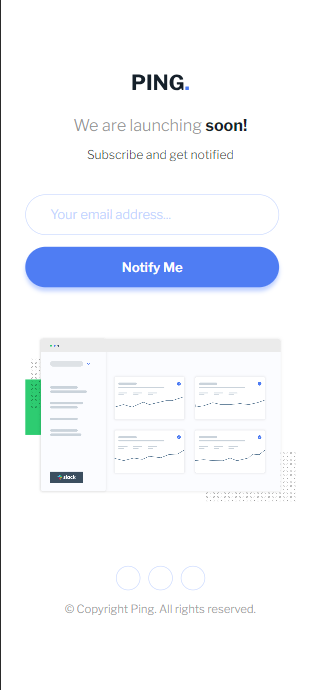 PING.
We are launching soon!
Subscribe and get notified
Your email address...
Notify Me
slack
© Copyright Ping. All rights reserved.